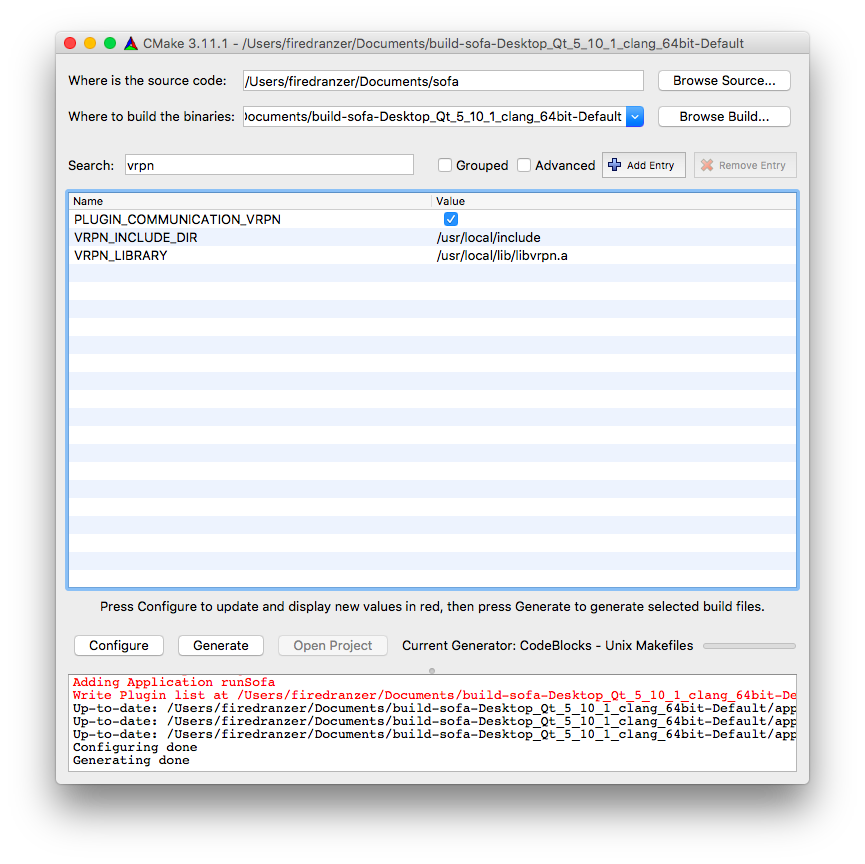 CMake 3.11.1 - /Users/firedranzer/Documents/build-sofa-Desktop_Qt_5_10_1_clang_64bit-Default
Where is the source code: /Users/firedranzer/Documents/sofa Browse Source...
Where to build the binaries: Documents/build-sofa-Desktop_Qt_5_10_1_clang_64bit-Default Browse Build...
Search: vrpn Grouped Advanced Add Entry Remove Entry
Name Value
PLUGIN_COMMUNICATION_VRPN
VRPN_INCLUDE_DIR /usr/local/include
VRPN_LIBRARY /usr/local/lib/libvrpn.a
Press Configure to update and display new values in red, then press Generate to generate selected build files.
Configure Generate Open Project Current Generator: CodeBlocks - Unix Makefiles
Adding Application runSofa
Write Plugin list at /Users/firedranzer/Documents/build-sofa-Desktop_Qt_5_10_1_clang_64bit-De
Up-to-date: /Users/firedranzer/Documents/build-sofa-Desktop_Qt_5_10_1_clang_64bit-Default/app
Up-to-date: /Users/firedranzer/Documents/build-sofa-Desktop_Qt_5_10_1_clang_64bit-Default/app
Up-to-date: /Users/firedranzer/Documents/build-sofa-Desktop_Qt_5_10_1_clang_64bit-Default/app
Configuring done
Generating done